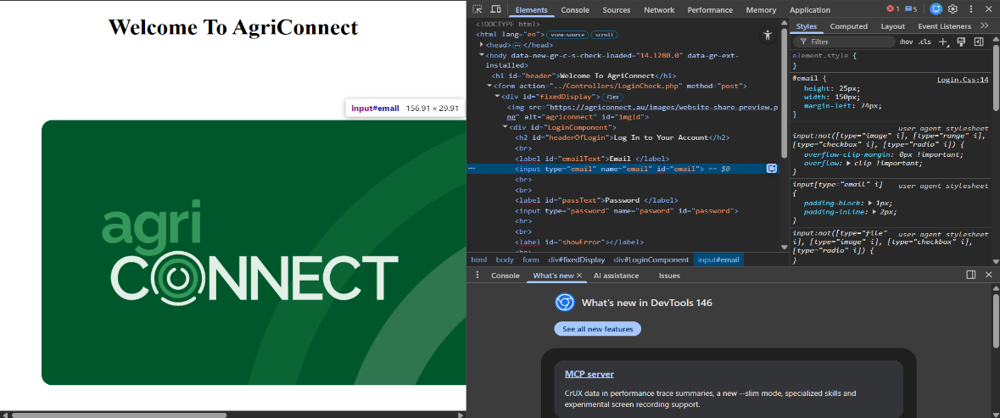 Welcome To AgriConnect
input#email 156.91 × 29.91
agri
CONNECT
Elements Console Sources Network Performance Memory Application 1 5
<!DOCTYPE html>
<html lang="en"> view-source scroll
<head> … </head>
<body data-new-gr-c-s-check-loaded="14.1280.0" data-gr-ext-
installed>
<h1 id="header">Welcome To AgriConnect</h1>
<form action="../Controllers/LoginCheck.php" method="post">
<div id="fixedDisplay"> flex
<img src="https://agriconnect.au/images/website-share-preview.p
ng" alt="agriconnect" id="imgId">
<div id="LoginComponent">
<h2 id="headerOfLogin">Log In to Your Account</h2>
<br>
<label id="emailText">Email </label>
… <input type="email" name="email" id="email"> == $0
<br>
<br>
<label id="passText">Password </label>
<input type="password" name="pasword" id="password">
<br>
<br>
<label id="showError"></label>
<br>
html body form div#fixedDisplay div#LoginComponent input#email
Styles Computed Layout Event Listeners
Filter :hov .cls
element.style {
}
#email { Login.Css:14
height: 25px;
width: 150px;
margin-left: 74px;
}
user agent stylesheet
input:not([type="image" i], [type="range" i],
[type="checkbox" i], [type="radio" i]) {
overflow-clip-margin: 0px !important;
overflow: clip !important;
}
input[type="email" i] user agent stylesheet
{
padding-block: 1px;
padding-inline: 2px;
}
input:not([type="file" user agent stylesheet
i], [type="image" i], [type="checkbox" i],
[type="radio" i]) {
}
Console What's new AI assistance Issues
What's new in DevTools 146
See all new features
MCP server
CrUX data in performance trace summaries, a new --slim mode, specialized skills and
experimental screen recording support.